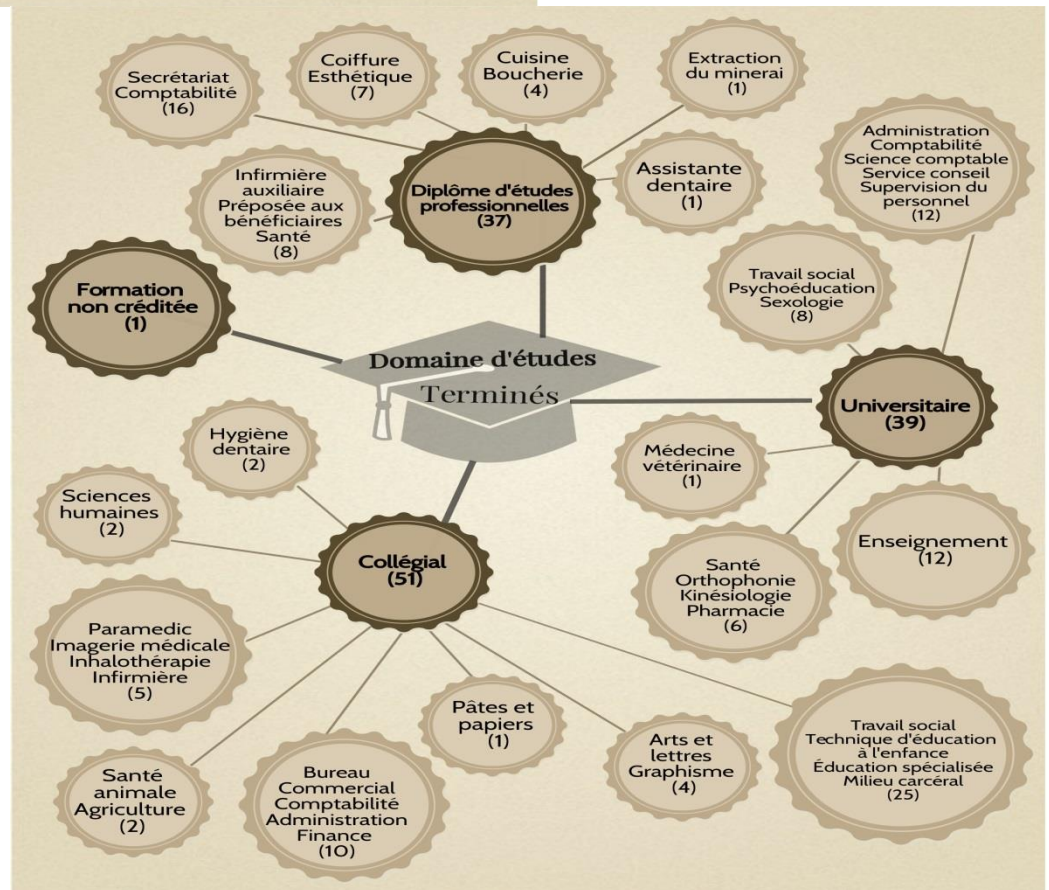 Secrétariat
Comptabilité
(16)
Coiffure
Esthétique
(7)
Cuisine
Boucherie
(4)
Extraction
du minerai
(1)
Infirmière
auxiliaire
Préposée aux
bénéficiaires
Santé
(8)
Diplôme d'études
professionnelles
(37)
Assistante
dentaire
(1)
Administration
Comptabilité
Science comptable
Service conseil
Supervision du
personnel
(12)
Formation
non créditée
(1)
Travail social
Psychoéducation
Sexologie
(8)
Domaine d'études
Terminés
Universitaire
(39)
Hygiène
dentaire
(2)
Médecine
vétérinaire
(1)
Sciences
humaines
(2)
Collégial
(51)
Santé
Orthophonie
Kinésiologie
Pharmacie
(6)
Enseignement
(12)
Paramedic
Imagerie médicale
Inhalothérapie
Infirmière
(5)
Pâtes et
papiers
(1)
Santé
animale
Agriculture
(2)
Bureau
Commercial
Comptabilité
Administration
Finance
(10)
Arts et
lettres
Graphisme
(4)
Travail social
Technique d'éducation
à l'enfance
Éducation spécialisée
Milieu carcéral
(25)